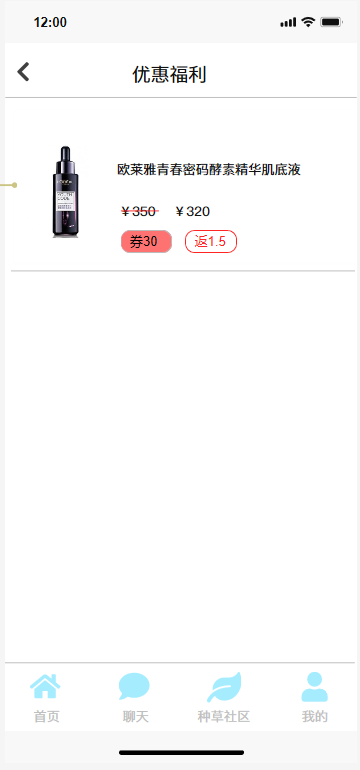 12:00
优惠福利
欧莱雅青春密码酵素精华肌底液
￥350 ￥320
券30 返1.5
首页 聊天 种草社区 我的